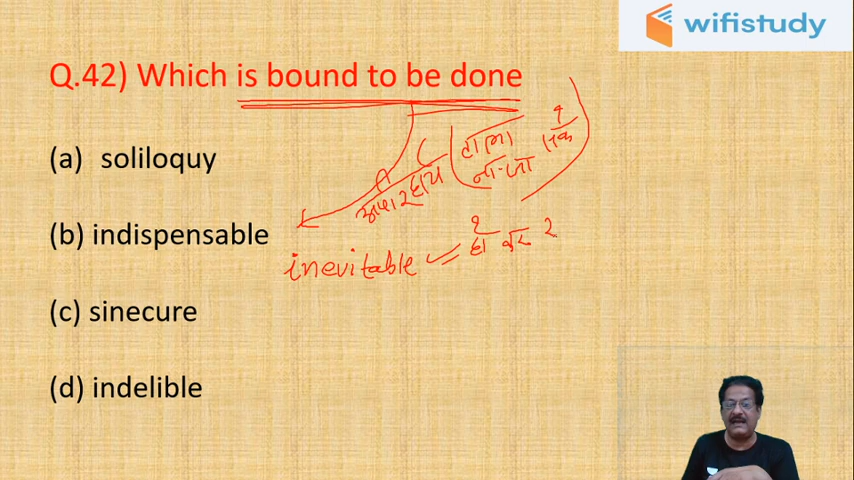 wifistudy
Q.42) Which is bound to be done
(a) soliloquy
(b) indispensable
inevitable
(c) sinecure
(d) indelible